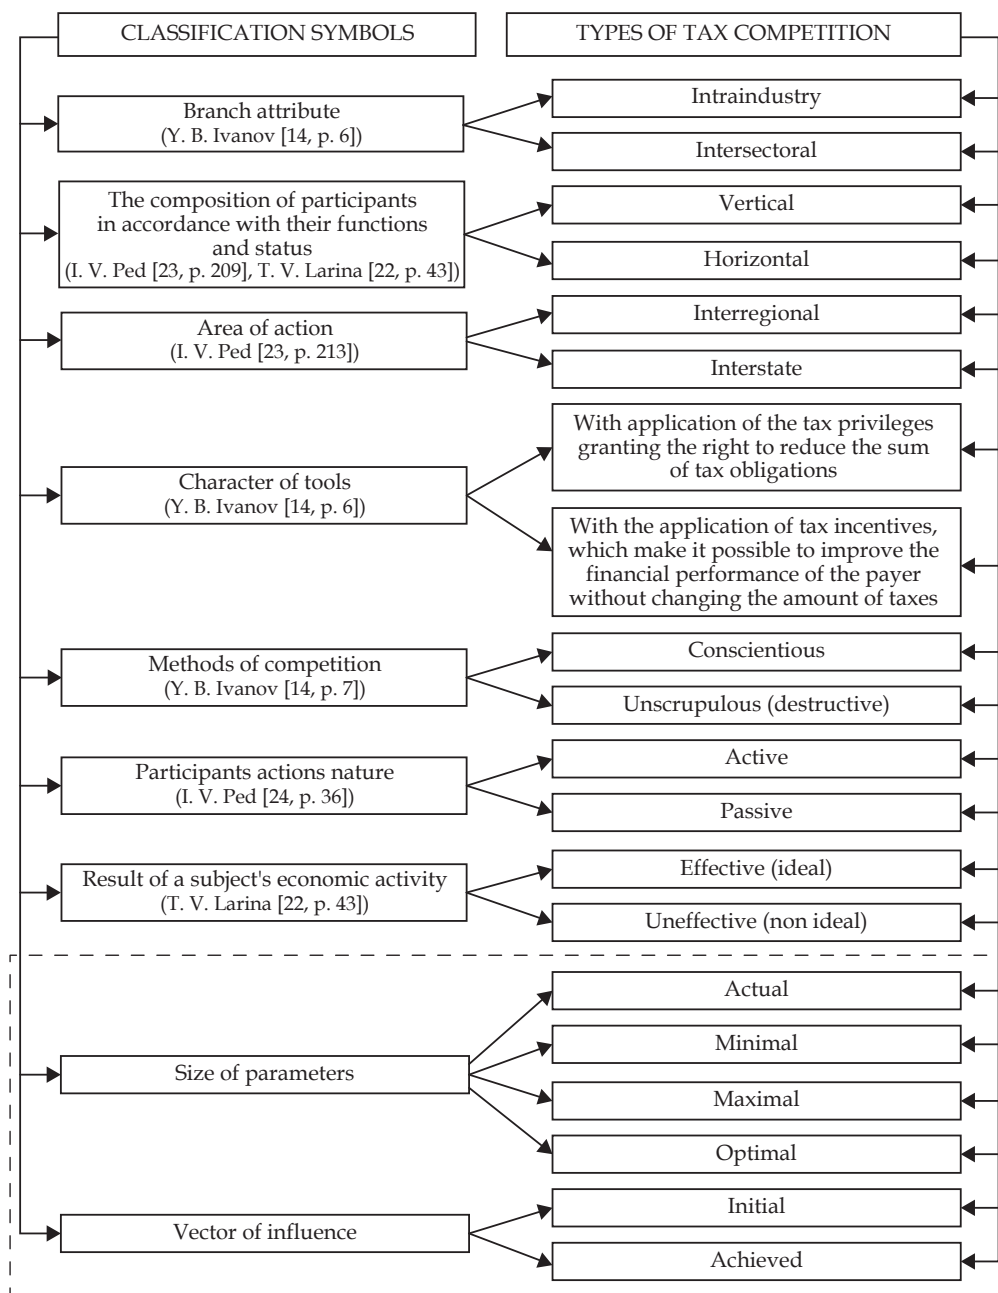 CLASSIFICATION SYMBOLS
TYPES OF TAX COMPETITION
Branch attribute
(Y. B. Ivanov [14, p. 6])
Intraindustry
Intersectoral
The composition of participants
in accordance with their functions
and status
(I. V. Ped [23, p. 209], T. V. Larina [22, p. 43])
Vertical
Horizontal
Area of action
(I. V. Ped [23, p. 213])
Interregional
Interstate
Character of tools
(Y. B. Ivanov [14, p. 6])
With application of the tax privileges
granting the right to reduce the sum
of tax obligations
With the application of tax incentives,
which make it possible to improve the
financial performance of the payer
without changing the amount of taxes
Methods of competition
(Y. B. Ivanov [14, p. 7])
Conscientious
Unscrupulous (destructive)
Participants actions nature
(I. V. Ped [24, p. 36])
Active
Passive
Result of a subject's economic activity
(T. V. Larina [22, p. 43])
Effective (ideal)
Uneffective (non ideal)
Size of parameters
Actual
Minimal
Maximal
Optimal
Vector of influence
Initial
Achieved